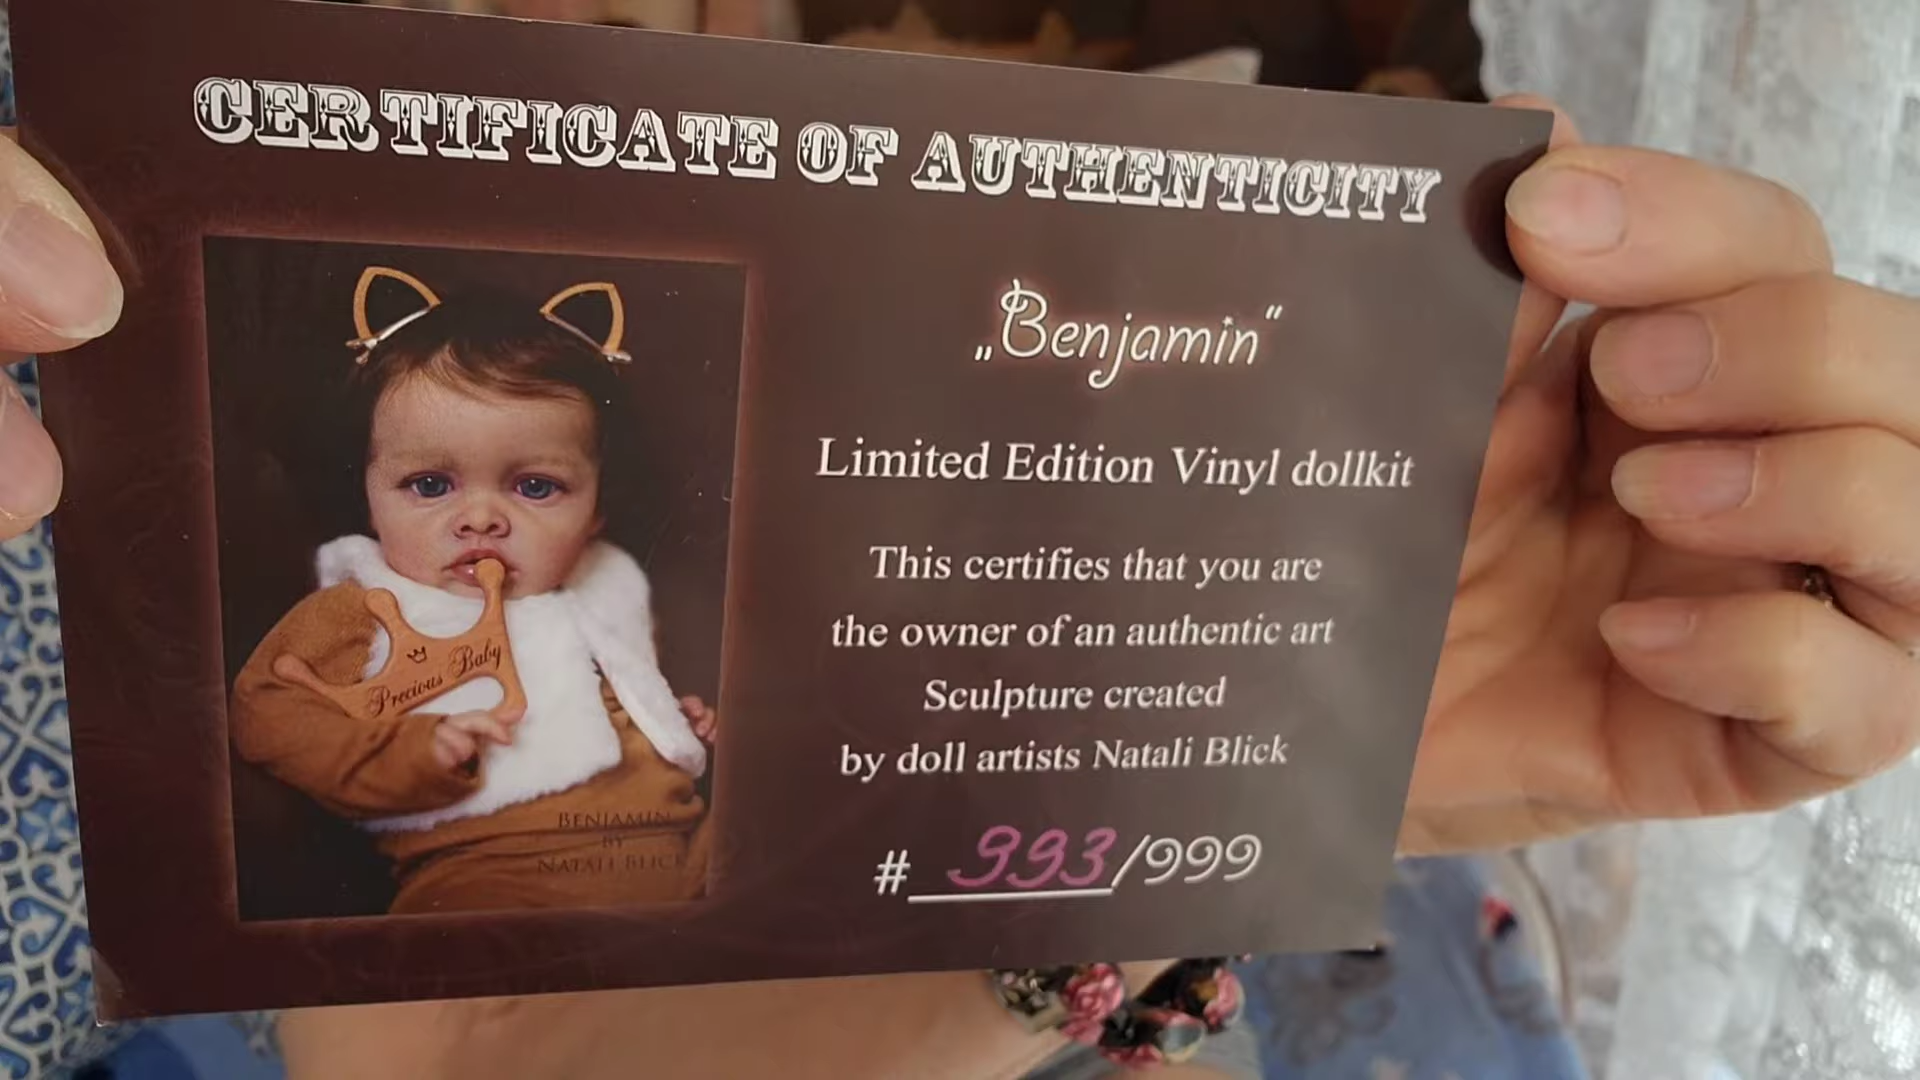 CERTIFICATE OF AUTHENTICITY
„Benjamin“
Limited Edition Vinyl dollkit
This certifies that you are
the owner of an authentic art
Sculpture created
by doll artists Natali Blick
# 993/999
Precious Baby
BENJAMIN
BY
NATALI BLICK